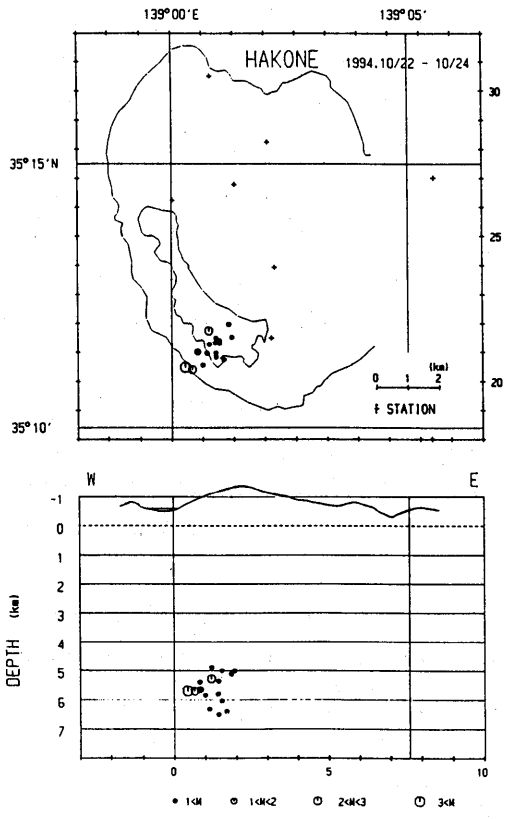 139°00'E 139°05'
HAKONE 1994.10/22 - 10/24
30
35°15'N
25
(km)
0 1 2
20
+ STATION
35°10'
W E
-1
0
1
2
3
4
5
6
7
DEPTH (km)
0 5 10
1<M 1<M<2 2<M<3 3<M